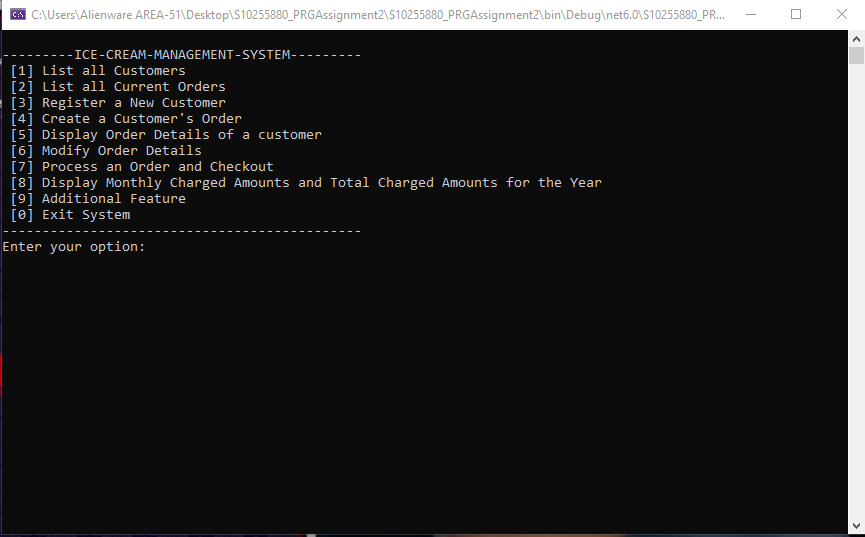 C:\Users\Alienware AREA-51\Desktop\S10255880_PRGAssignment2\S10255880_PRGAssignment2\bin\Debug\net6.0\S10255880_PR...
---------ICE-CREAM-MANAGEMENT-SYSTEM---------
[1] List all Customers
[2] List all Current Orders
[3] Register a New Customer
[4] Create a Customer's Order
[5] Display Order Details of a customer
[6] Modify Order Details
[7] Process an Order and Checkout
[8] Display Monthly Charged Amounts and Total Charged Amounts for the Year
[9] Additional Feature
[0] Exit System
---------------------------------------------
Enter your option: